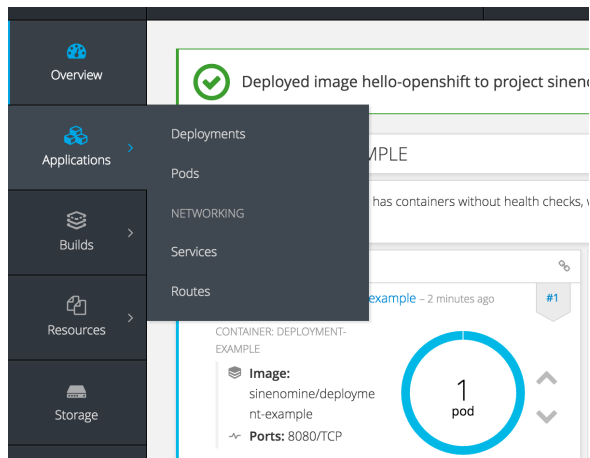 Overview
Applications
Builds
Resources
Storage
Deployed image hello-openshift to project
Deployments
Pods
NETWORKING
Services
Routes
has containers without health checks,
example – 2 minutes ago
#1
CONTAINER: DEPLOYMENT-
EXAMPLE
Image:
sinenomine/deployme
nt-example
Ports: 8080/TCP
1
pod